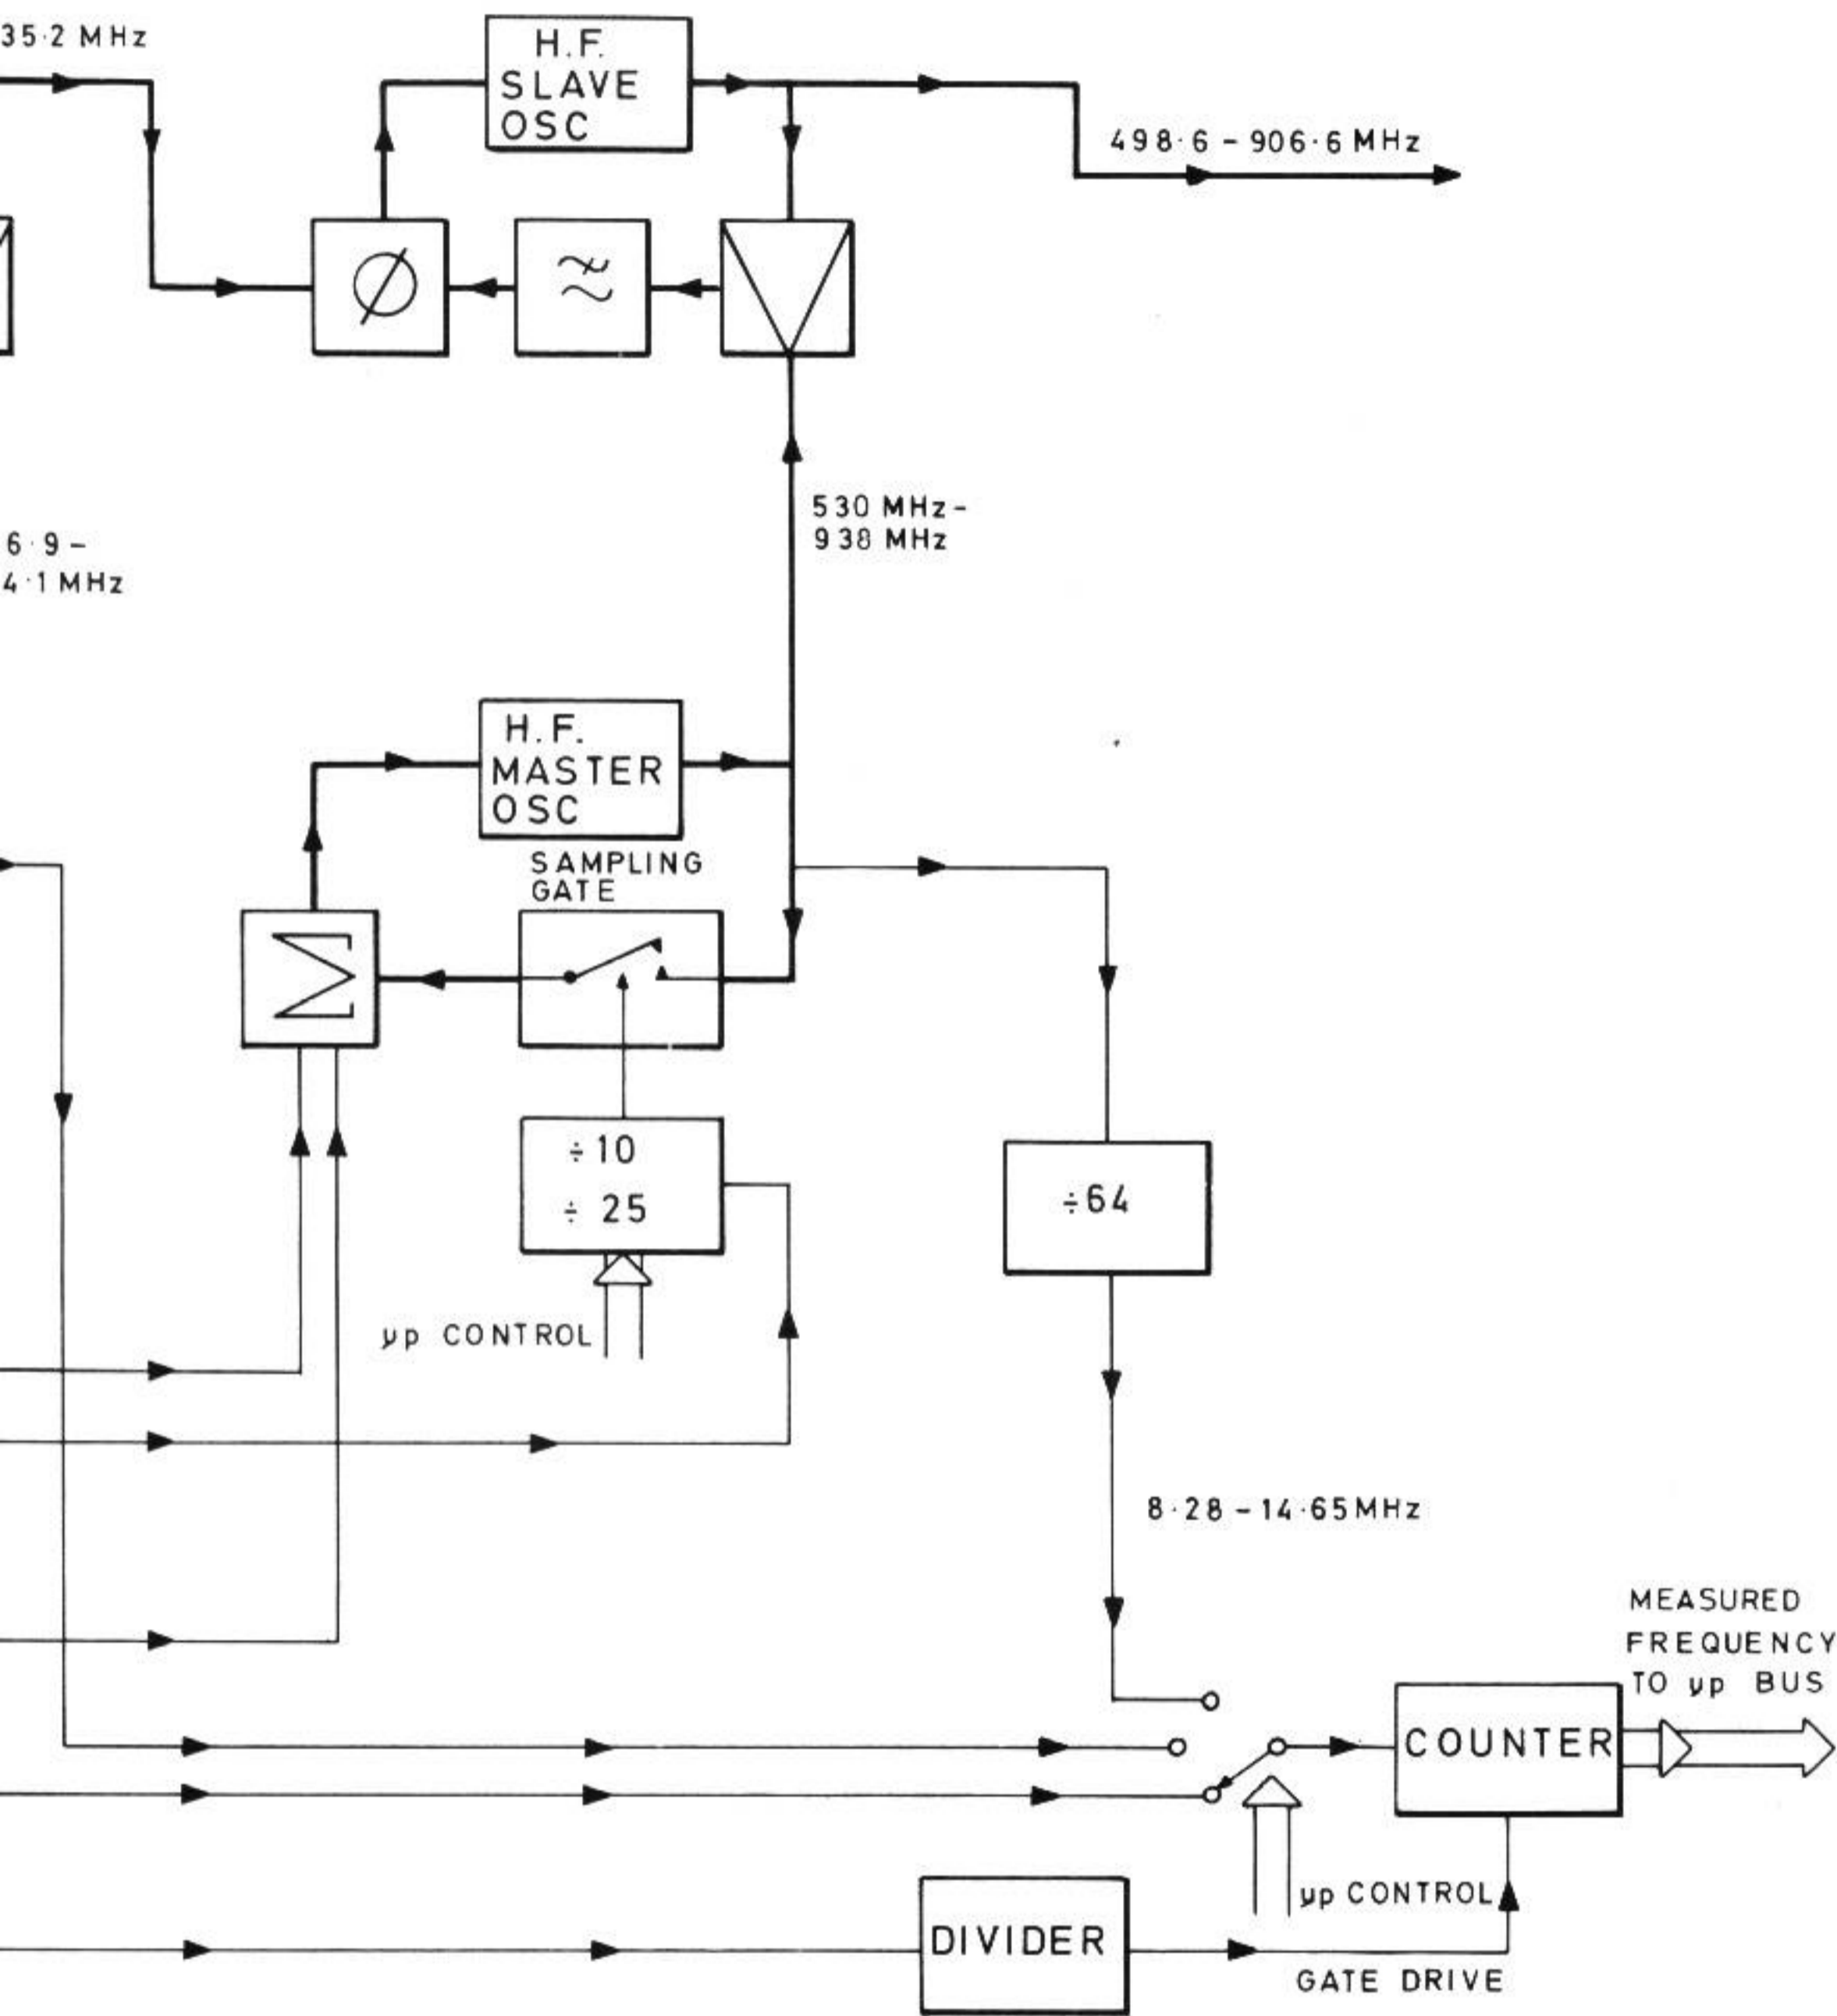 35·2 MHz
H.F.
SLAVE
OSC
498·6 – 906·6 MHz
Ø
530 MHz –
938 MHz
6·9 –
4·1 MHz
H.F.
MASTER
OSC
SAMPLING
GATE
Σ
÷10
÷ 25
÷64
µp CONTROL
8·28 – 14·65 MHz
MEASURED
FREQUENCY
TO µp BUS
COUNTER
µp CONTROL
DIVIDER
GATE DRIVE